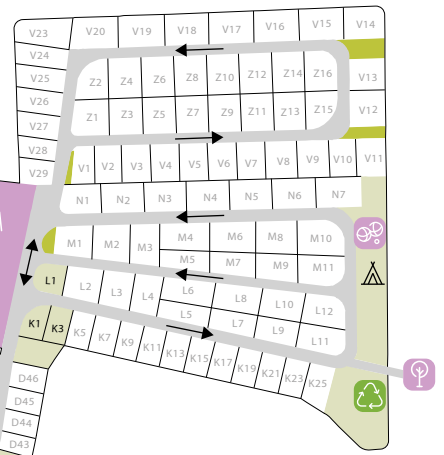 V23 V20 V19 V18 V17 V16 V15 V14
V24
V25 Z2 Z4 Z6 Z8 Z10 Z12 Z14 Z16 V13
V26
V27 Z1 Z3 Z5 Z7 Z9 Z11 Z13 Z15 V12
V28
V29 V1 V2 V3 V4 V5 V6 V7 V8 V9 V10 V11
N1 N2 N3 N4 N5 N6 N7
M1 M2 M3 M4 M6 M8 M10
M5 M7 M9 M11
L1 L2 L3 L4 L6 L8 L10 L12
L5 L7 L9 L11
K1 K3 K5 K7 K9 K11 K13 K15 K17 K19 K21 K23 K25
D46
D45
D44
D43